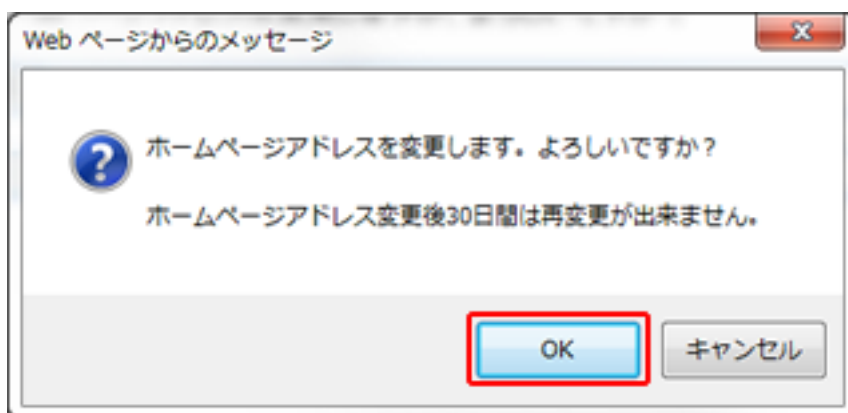 Web ページからのメッセージ
ホームページアドレスを変更します。よろしいですか？
ホームページアドレス変更後30日間は再変更が出来ません。
OK
キャンセル